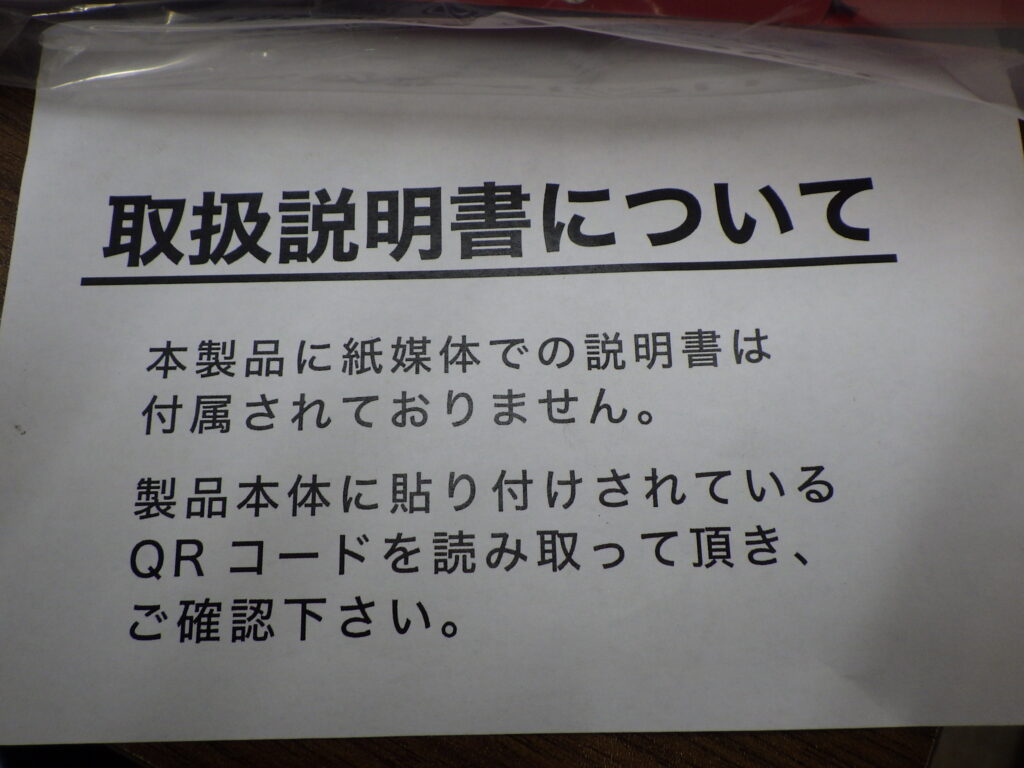 取扱説明書について
本製品に紙媒体での説明書は
付属されておりません。
製品本体に貼り付けされている
QRコードを読み取って頂き、
ご確認下さい。